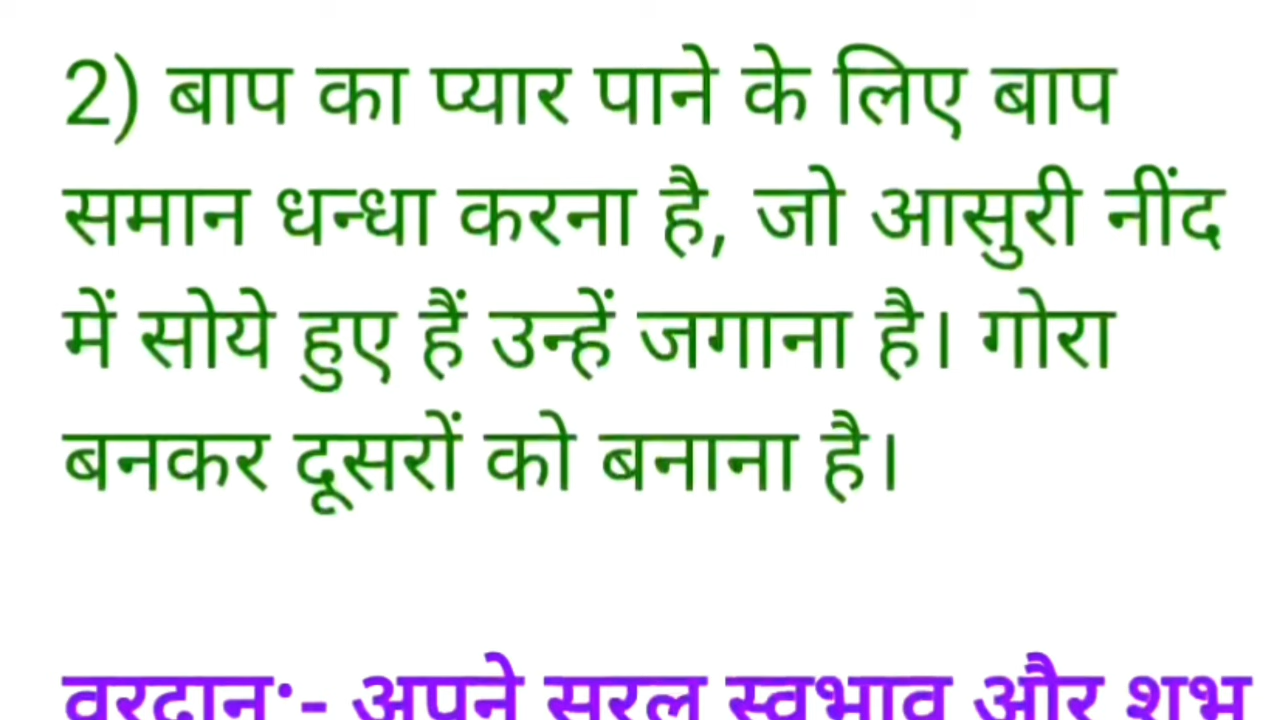 2) बाप का प्यार पाने के लिए बाप
समान धन्धा करना है, जो आसुरी नींद
में सोये हुए हैं उन्हें जगाना है। गोरा
बनकर दूसरों को बनाना है।
वरदान:- अपने सरल स्वभाव और शुभ